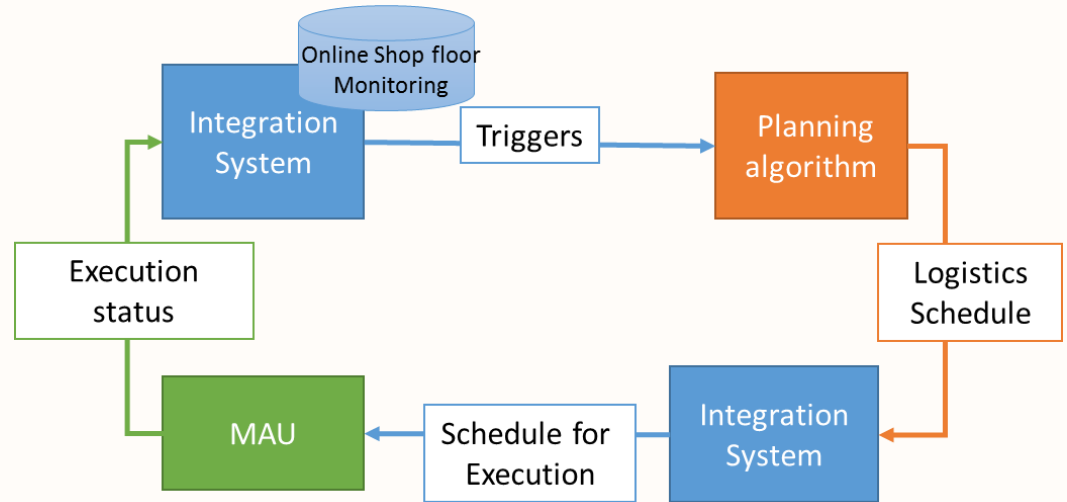 Online Shop floor
Monitoring
Integration
System
Triggers
Planning
algorithm
Execution
status
Logistics
Schedule
MAU
Schedule for
Execution
Integration
System